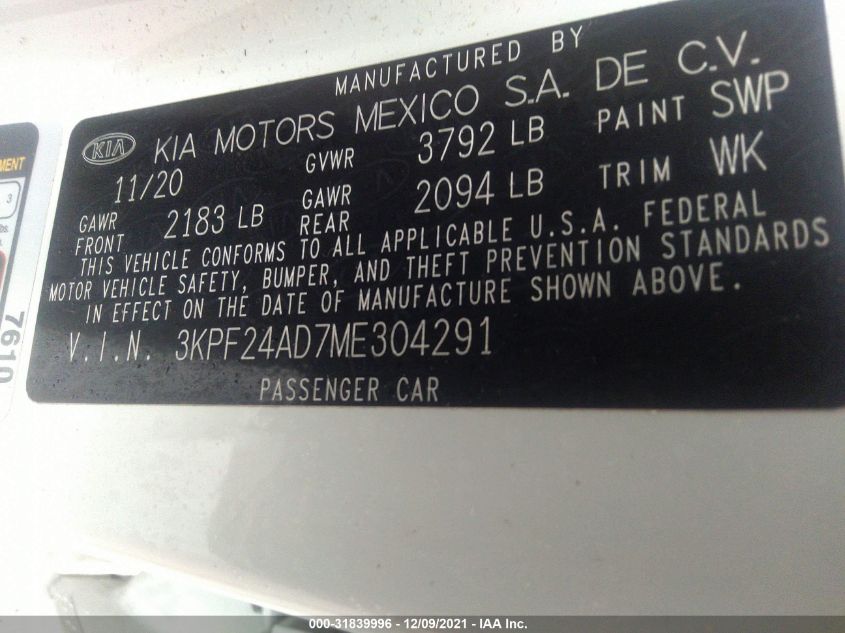 MANUFACTURED BY
KIA KIA MOTORS MEXICO S.A. DE C.V.
11/20 GVWR 3792 LB PAINT SWP
GAWR FRONT 2183 LB GAWR REAR 2094 LB TRIM WK
THIS VEHICLE CONFORMS TO ALL APPLICABLE U.S.A. FEDERAL
MOTOR VEHICLE SAFETY, BUMPER, AND THEFT PREVENTION STANDARDS
IN EFFECT ON THE DATE OF MANUFACTURE SHOWN ABOVE.
V.I.N. 3KPF24AD7ME304291
PASSENGER CAR
3
7610
000-31839996 - 12/09/2021 - IAA Inc.